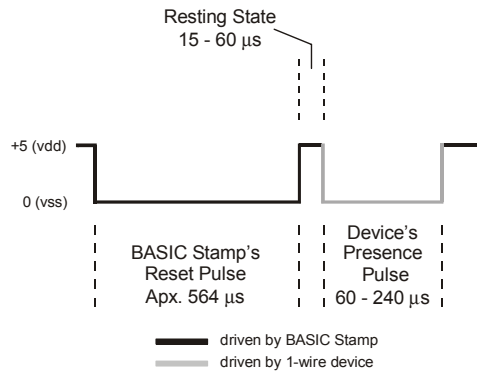 Resting State
15 - 60 µs
+5 (vdd)
0 (vss)
BASIC Stamp's
Reset Pulse
Apx. 564 µs
Device's
Presence
Pulse
60 - 240 µs
driven by BASIC Stamp
driven by 1-wire device